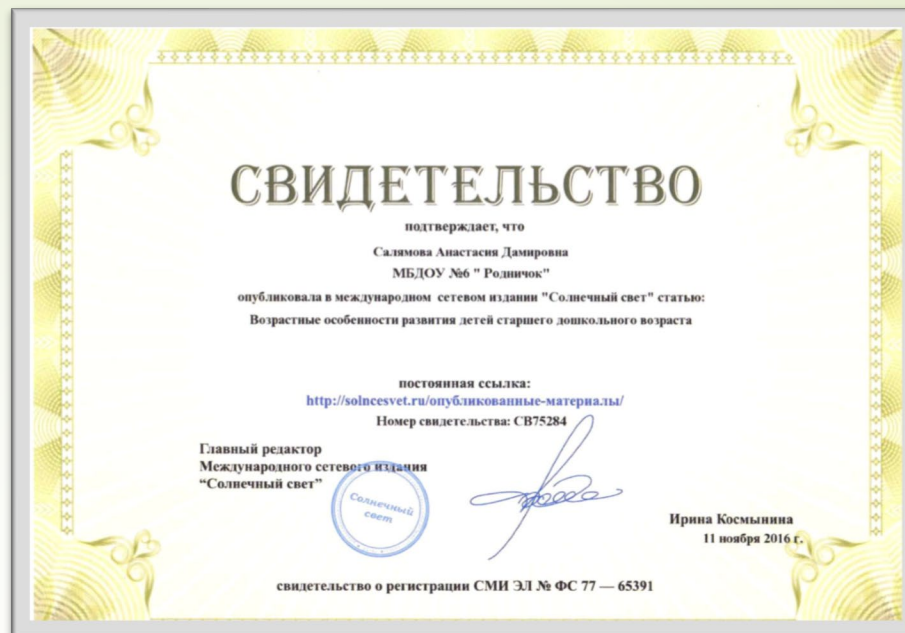 СВИДЕТЕЛЬСТВО
подтверждает, что
Салямова Анастасия Дамировна
МБДОУ №6 " Родничок"
опубликовала в международном сетевом издании "Солнечный свет" статью:
Возрастные особенности развития детей старшего дошкольного возраста
постоянная ссылка:
http://solncesvet.ru/опубликованные-материалы/
Номер свидетельства: СВ75284
Главный редактор
Международного сетевого издания
“Солнечный свет”
Солнечный
свет
Ирина Космынина
11 ноября 2016 г.
свидетельство о регистрации СМИ ЭЛ № ФС 77 — 65391